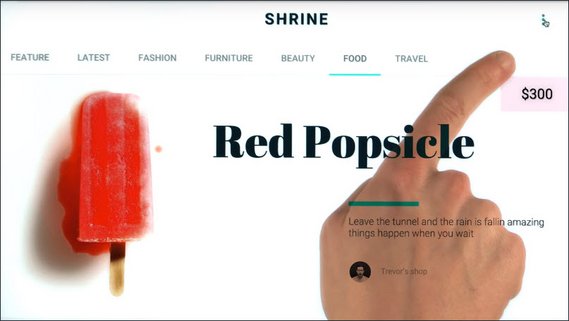 SHRINE
FEATURE LATEST FASHION FURNITURE BEAUTY FOOD TRAVEL
$300
Red Popsicle
Leave the tunnel and the rain is fallin amazing
things happen when you wait
Trevor's shop